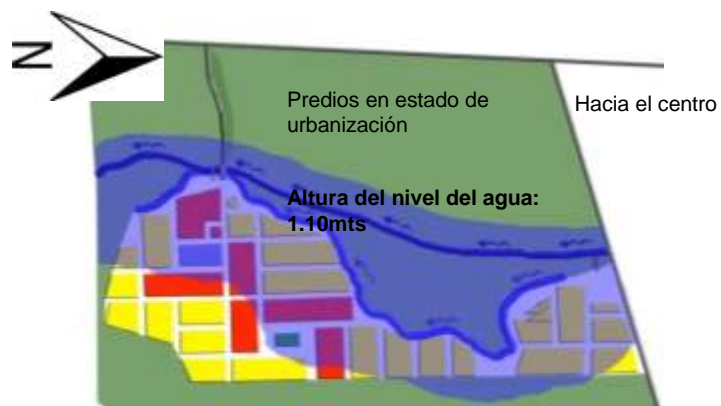 N
Predios en estado de
urbanización
Hacia el centro
Altura del nivel del agua:
1.10mts